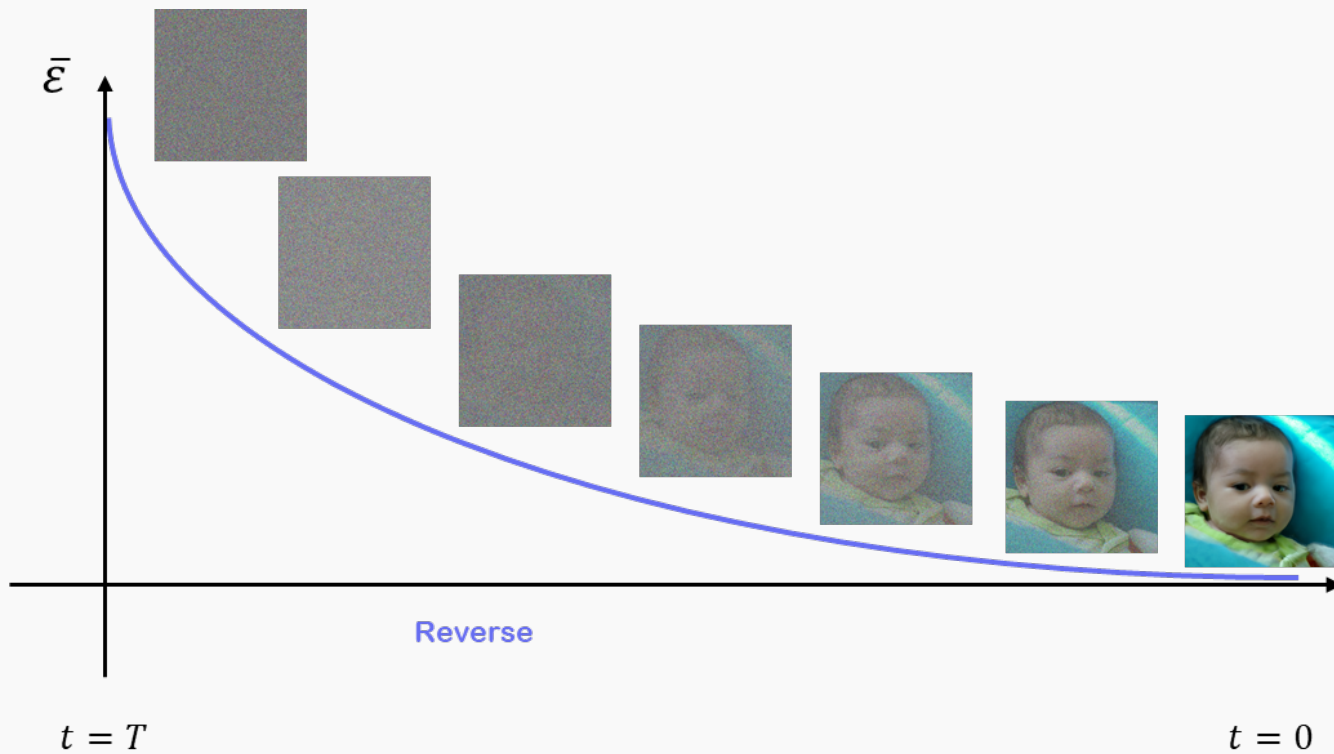 ε̄
Reverse
t = T
t = 0